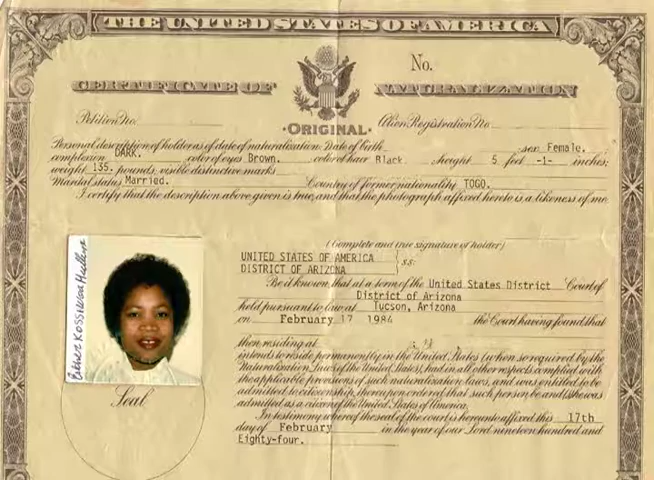 THE UNITED STATES OF AMERICA
No.
CERTIFICATE OF NATURALIZATION
Petition No.
ORIGINAL
Alien Registration No.
Personal description of holder as of date of naturalization: Date of birth sex Female.
complexion DARK. color of eyes Brown. color of hair Black height 5 feet -1- inches;
weight 135. pounds; visible distinctive marks
Marital status Married. Country of former nationality TOGO.
I certify that the description above given is true, and that the photograph affixed hereto is a likeness of me.
(Complete and true signature of holder)
UNITED STATES OF AMERICA
DISTRICT OF ARIZONA
ss:
Be it known, that at a term of the United States District Court of
District of Arizona
held pursuant to law at Tucson, Arizona
on February 17 1984 the Court having found that
then residing at
intends to reside permanently in the United States (when so required by the
Naturalization Laws of the United States), had in all other respects complied with
the applicable provisions of such naturalization laws, and was entitled to be
admitted to citizenship, thereupon ordered that such person be and (s)he was
admitted as a citizen of the United States of America.
In testimony whereof the seal of the court is hereunto affixed this 17th
day of February in the year of our Lord nineteen hundred and
Eighty-four.
Seal